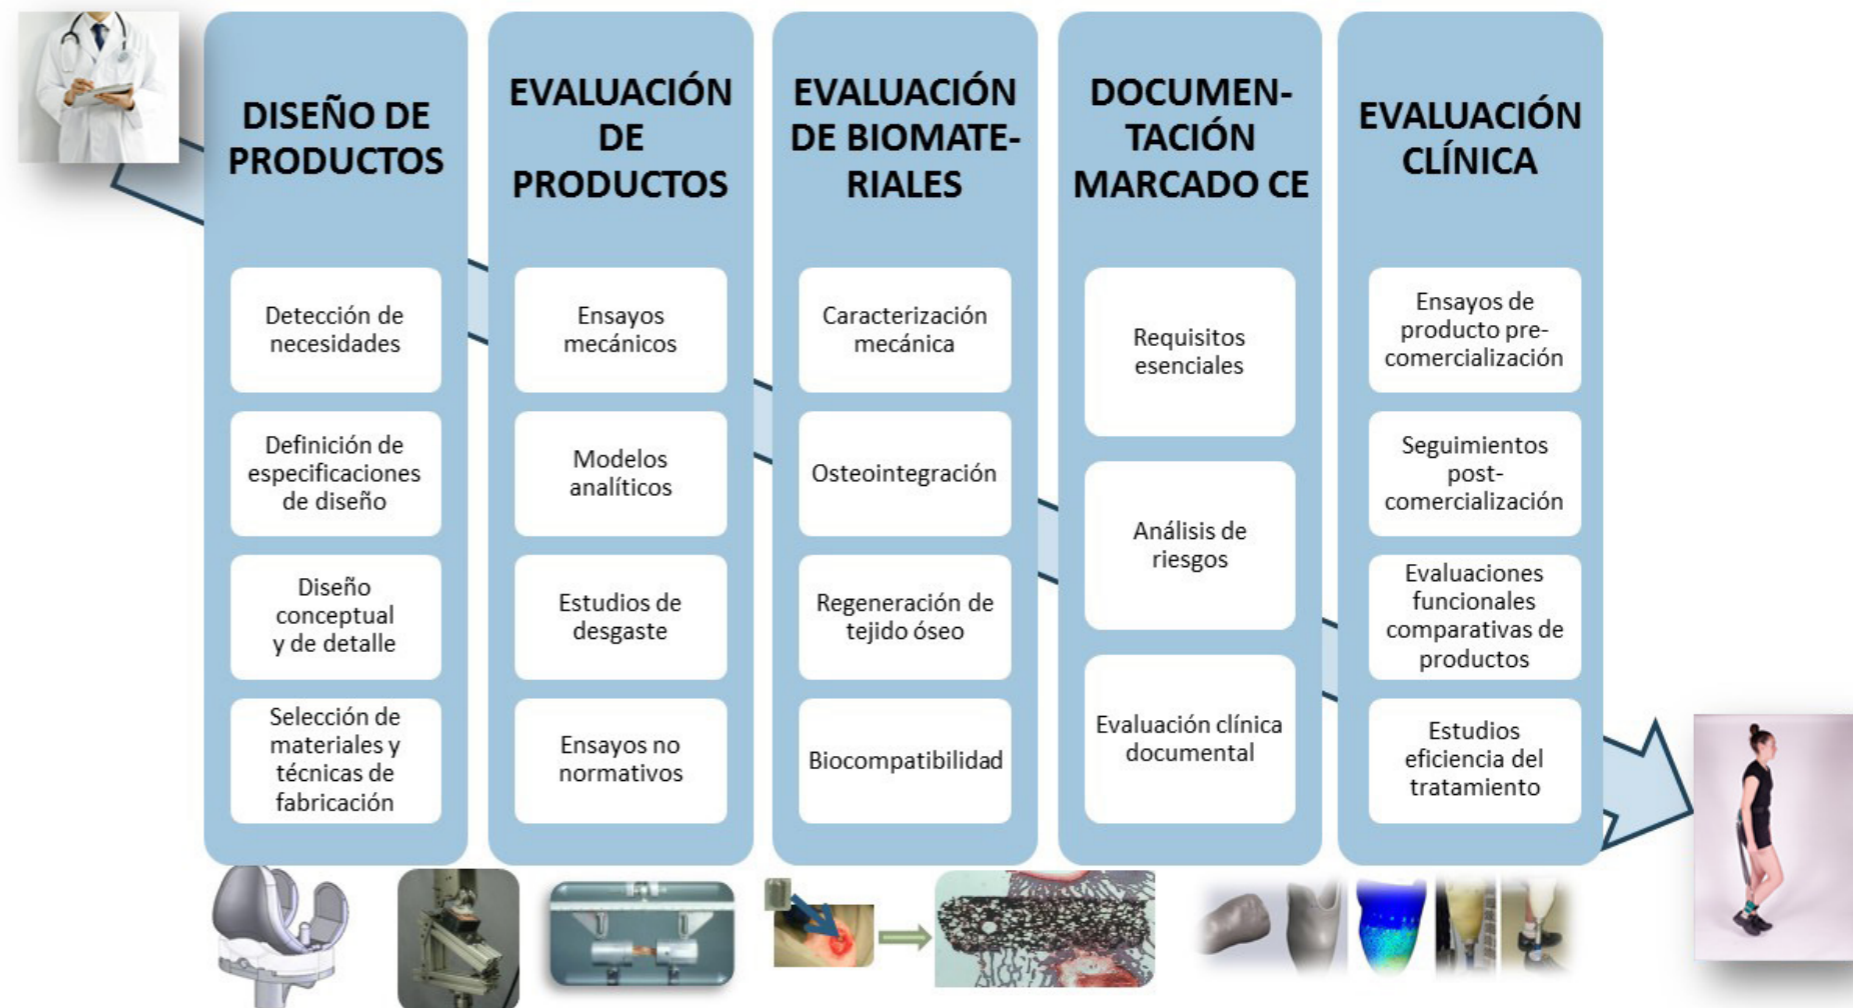 DISEÑO DE
PRODUCTOS
Detección de
necesidades
Definición de
especificaciones
de diseño
Diseño
conceptual
y de detalle
Selección de
materiales y
técnicas de
fabricación
EVALUACIÓN
DE
PRODUCTOS
Ensayos
mecánicos
Modelos
analíticos
Estudios de
desgaste
Ensayos no
normativos
EVALUACIÓN
DE BIOMATE-
RIALES
Caracterización
mecánica
Osteointegración
Regeneración de
tejido óseo
Biocompatibilidad
DOCUMEN-
TACIÓN
MARCADO CE
Requisitos
esenciales
Análisis de
riesgos
Evaluación clínica
documental
EVALUACIÓN
CLÍNICA
Ensayos de
producto pre-
comercialización
Seguimientos
post-
comercialización
Evaluaciones
funcionales
comparativas de
productos
Estudios
eficiencia del
tratamiento